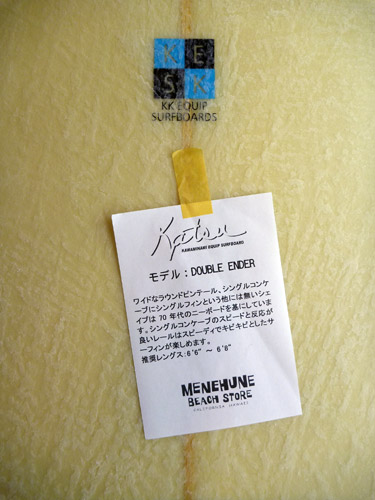 K E
S K
KK EQUIP
SURFBOARDS
KAWAMINAMI EQUIP SURFBOARD
モデル：DOUBLE ENDER
ワイドなラウンドピンテール、シングルコンケ
ーブにシングルフィンという他には無いシェ
イプは 70 年代のニーボードを基にしていま
す。シングルコンケーブのスピードと反応が
良いレールはスピーディでキビキビとしたサ
ーフィンが楽しめます。
推奨レングス：6'6" ～ 6'8"
MENEHUNE
BEACH STORE
CALIFORNIA HAWAII